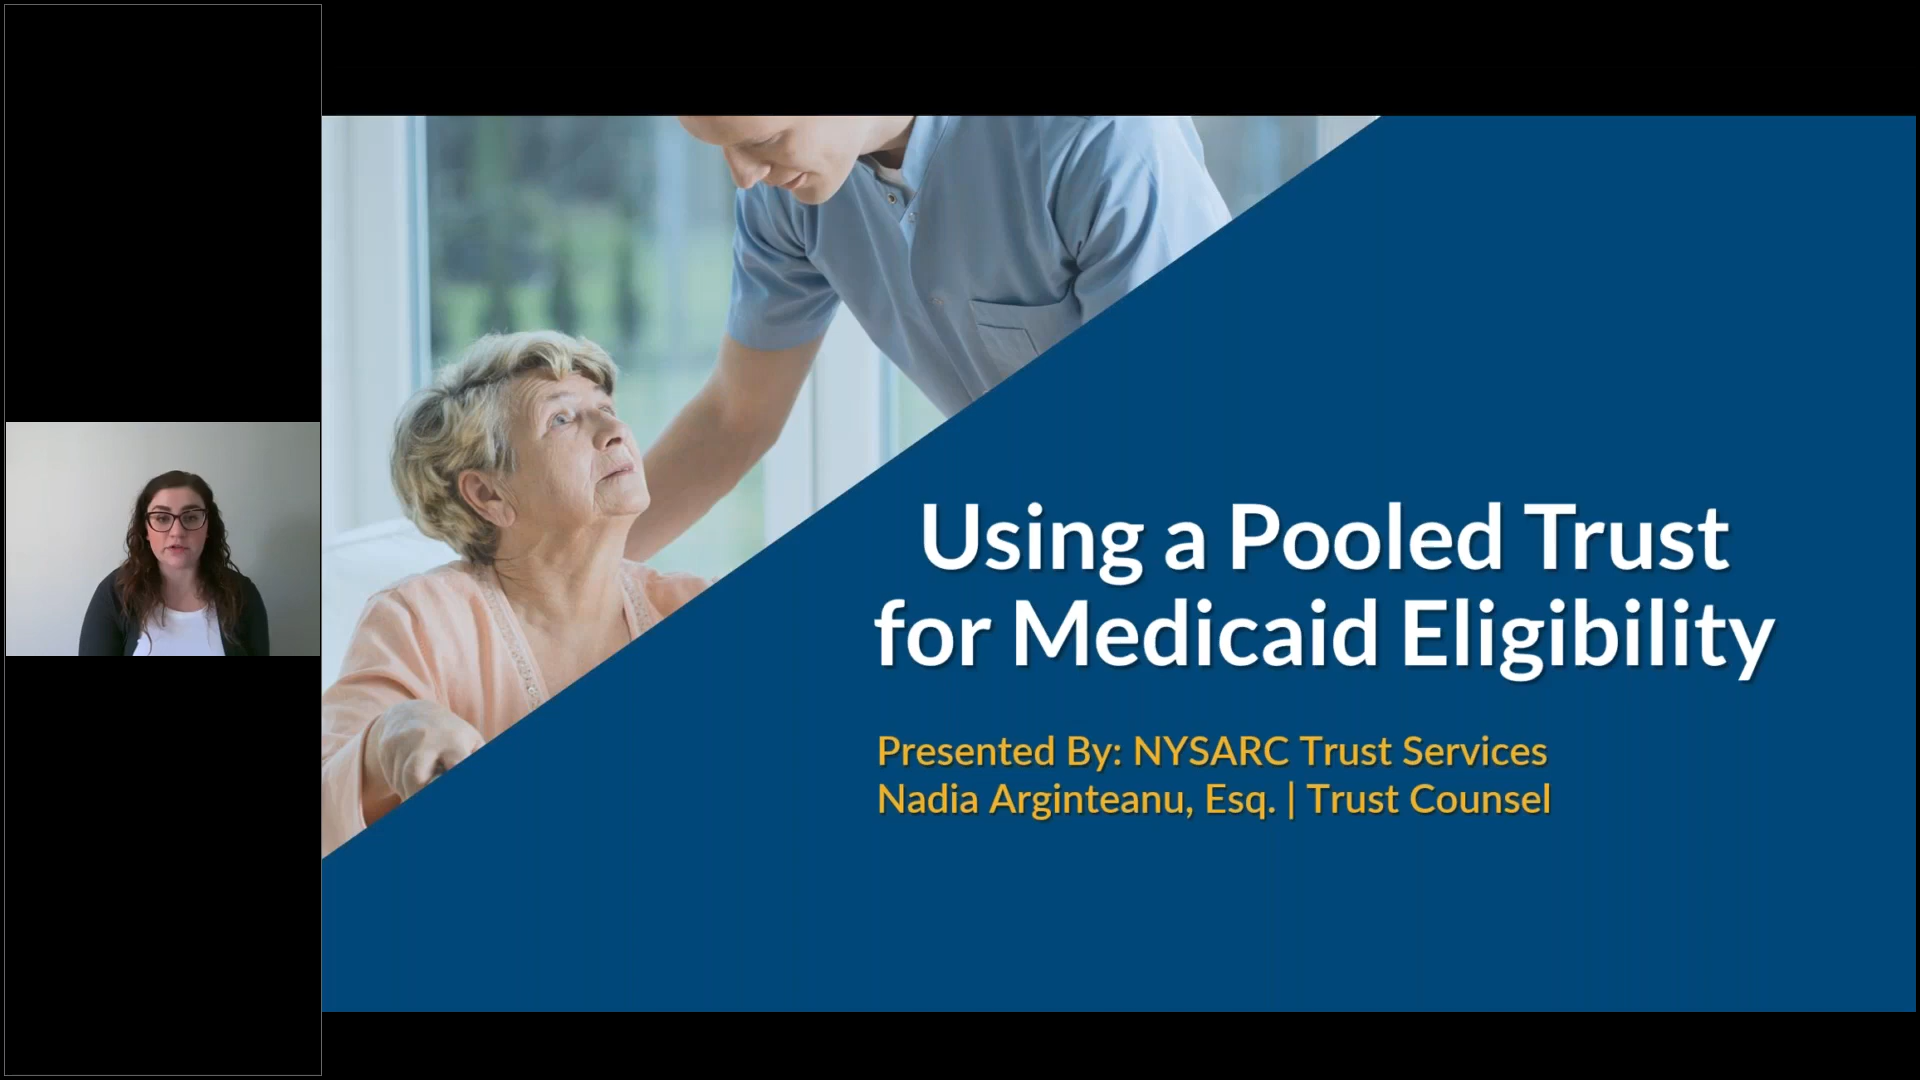 Using a Pooled Trust
for Medicaid Eligibility
Presented By: NYSARC Trust Services
Nadia Arginteanu, Esq. | Trust Counsel